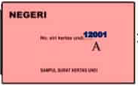 NEGERI
No. siri kertas undi: 12001
A
SAMPUL SURAT KERTAS UNDI